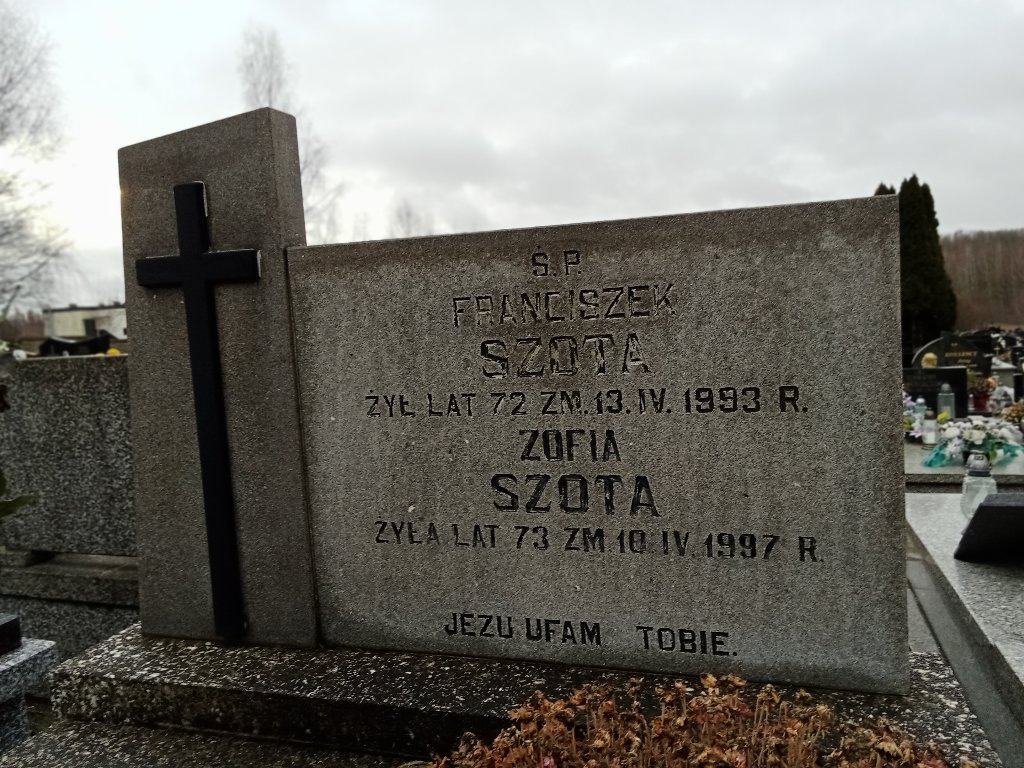 Ś.P.
FRANCISZEK
SZOTA
ŻYŁ LAT 72 ZM.13.IV.1993 R.
ZOFIA
SZOTA
ŻYŁA LAT 73 ZM.10.IV.1997 R.
JEZU UFAM TOBIE.